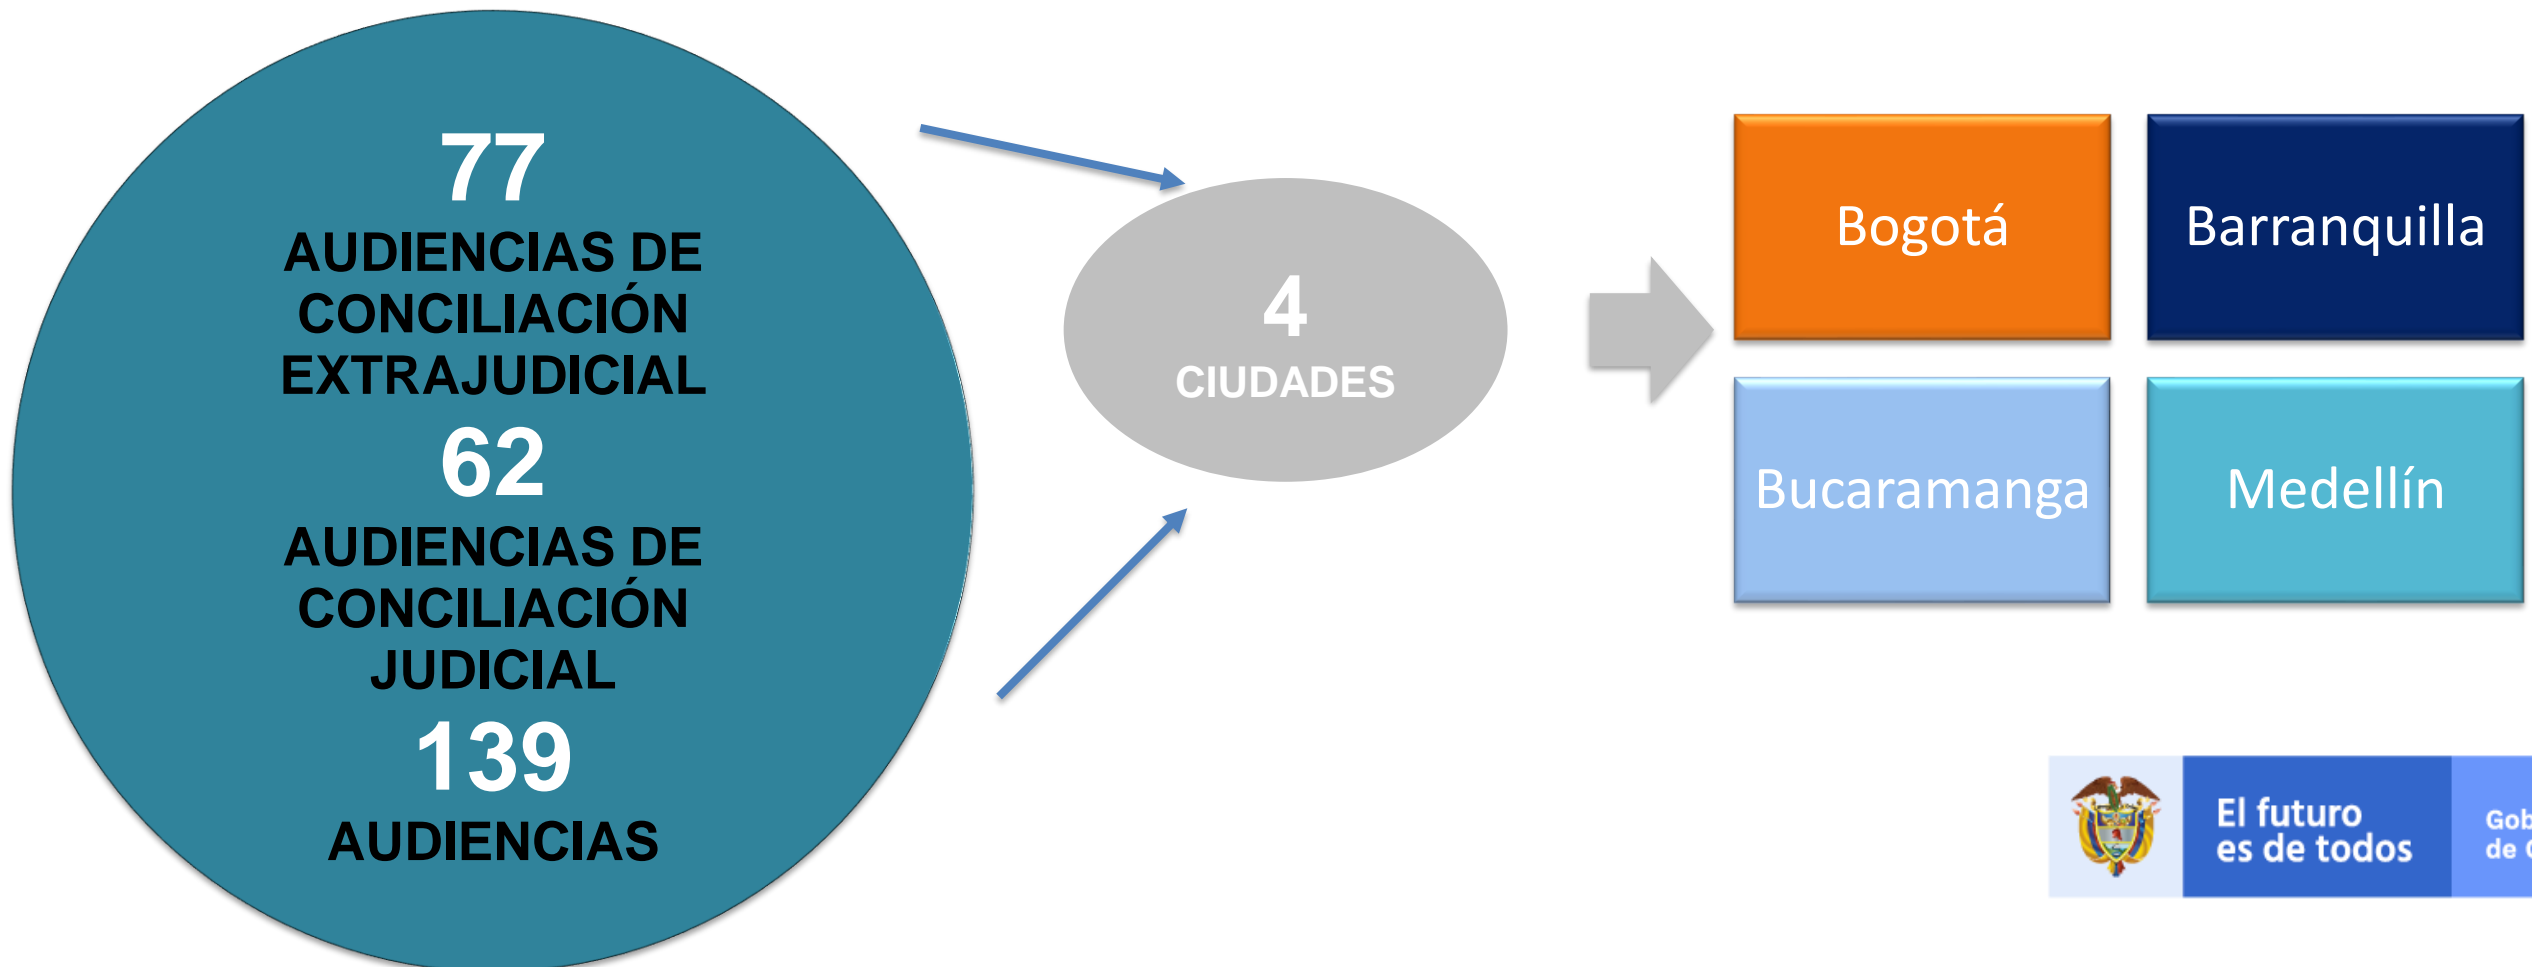 77
AUDIENCIAS DE
CONCILIACIÓN
EXTRAJUDICIAL
62
AUDIENCIAS DE
CONCILIACIÓN
JUDICIAL
139
AUDIENCIAS
4
CIUDADES
Bogotá
Barranquilla
Bucaramanga
Medellín
El futuro
es de todos
de